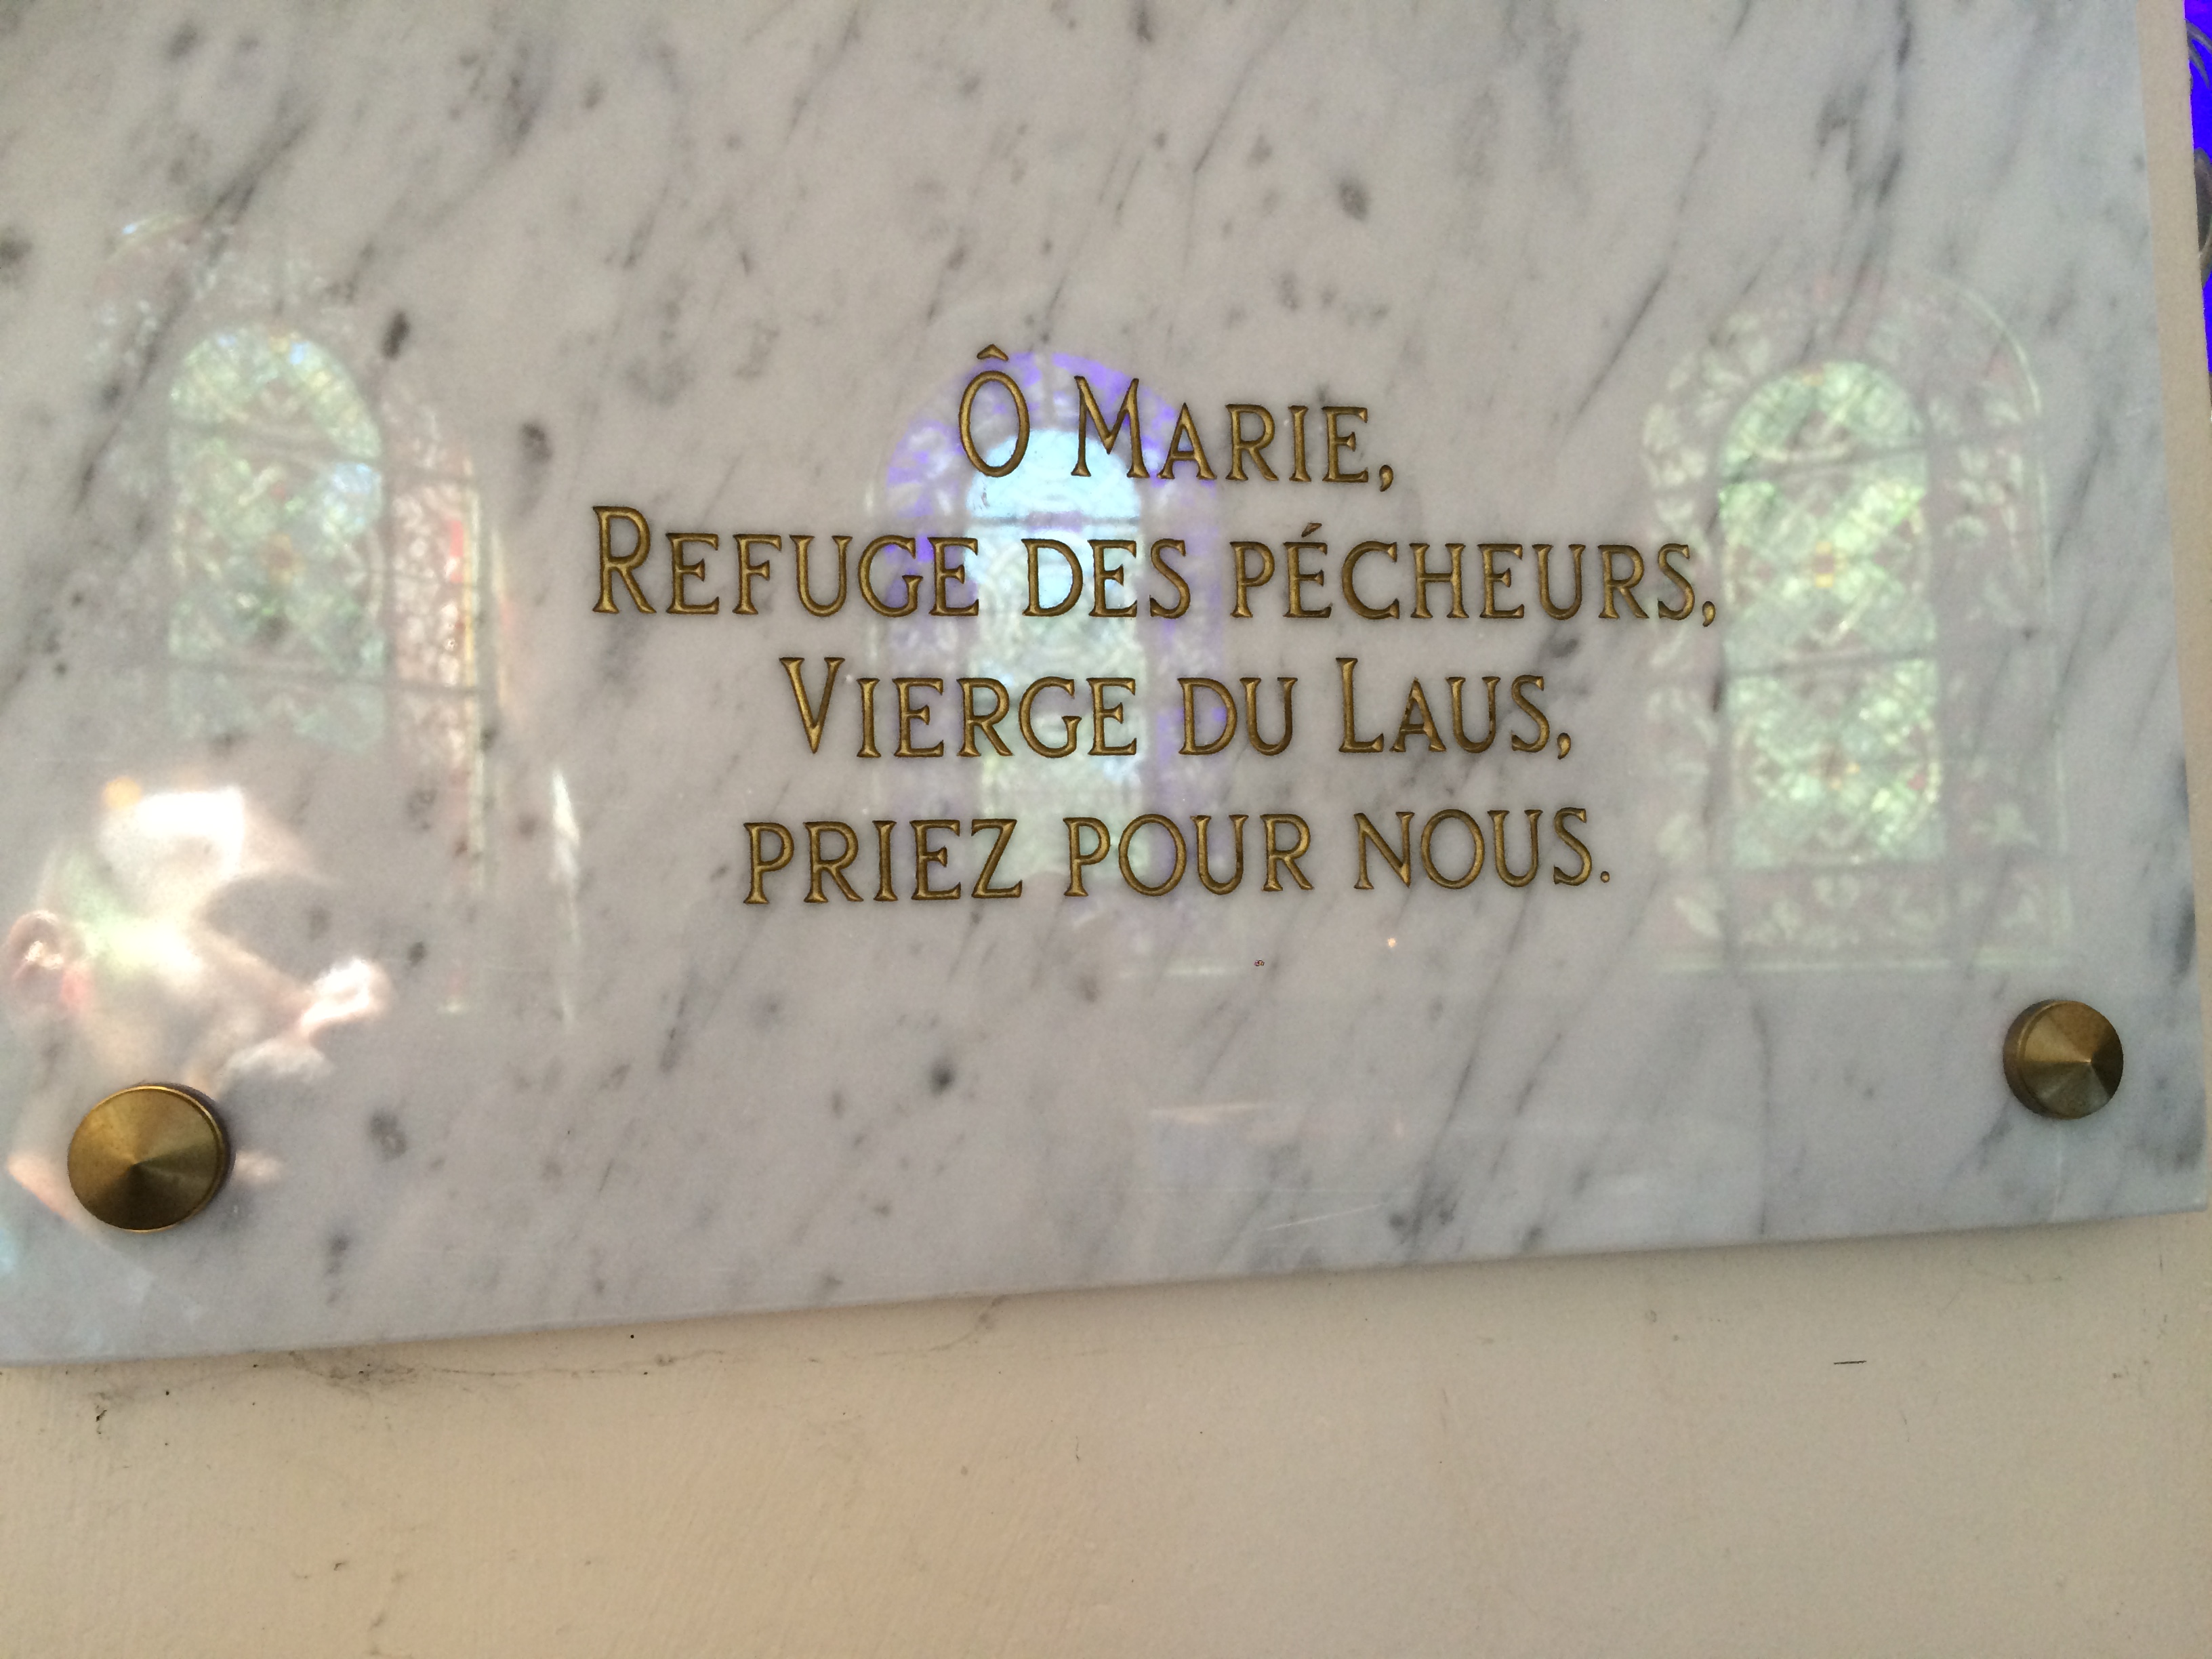 Ô MARIE,
REFUGE DES PÉCHEURS,
VIERGE DU LAUS,
PRIEZ POUR NOUS.